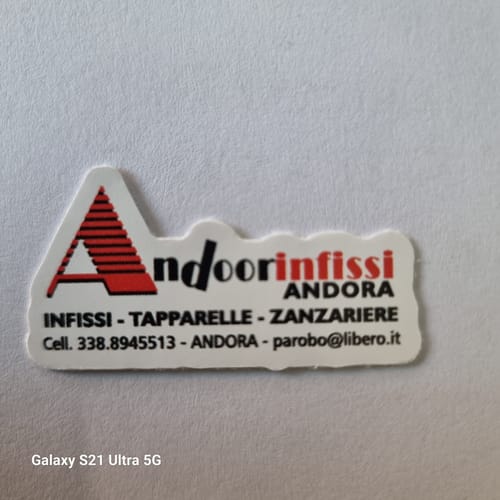 Andoorinfissi
ANDORA
INFISSI - TAPPARELLE - ZANZARIERE
Cell. 338.8945513 - ANDORA - parobo@libero.it
Galaxy S21 Ultra 5G